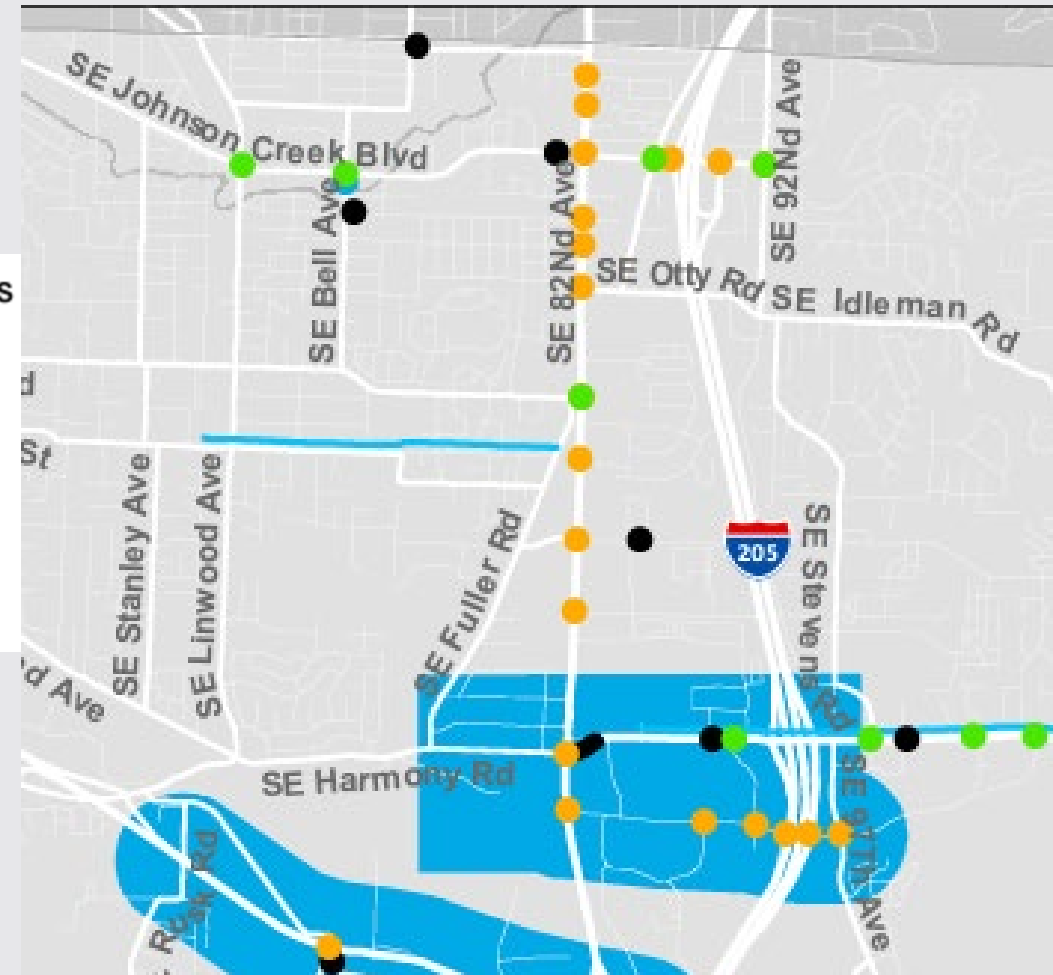 SE Johnson Creek Blvd
SE 92Nd Ave
SE Bell Ave
SE 82Nd Ave
SE Otty Rd
SE Idleman Rd
s
d
St
SE Stanley Ave
SE Linwood Ave
SE Fuller Rd
205
SE Stevens Rd
d Ave
SE Harmony Rd
SE 97Th Ave
Rusk Rd